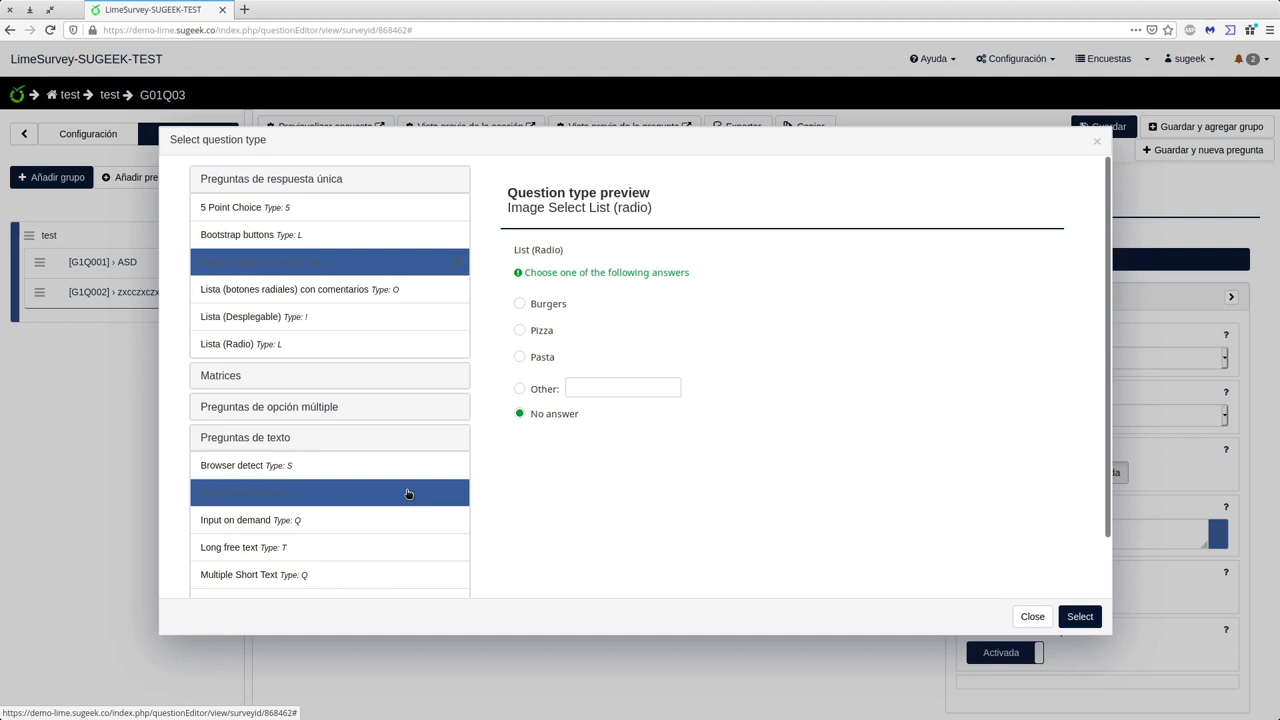 LimeSurvey-SUGEEK-TEST
https://demo-lime.sugeek.co/index.php/questionEditor/view/surveyid/868462#
LimeSurvey-SUGEEK-TEST
Ayuda
Configuración
Encuestas
sugeek
2
test
test
G01Q03
Configuración
Guardar y agregar grupo
Guardar y nueva pregunta
Añadir grupo
test
[G1Q001] › ASD
[G1Q002] ›
Select question type
×
Preguntas de respuesta única
5 Point Choice Type: 5
Bootstrap buttons Type: L
Lista (botones radiales) con comentarios Type: O
Lista (Desplegable) Type: !
Lista (Radio) Type: L
Matrices
Preguntas de opción múltiple
Preguntas de texto
Browser detect Type: S
Input on demand Type: Q
Long free text Type: T
Multiple Short Text Type: Q
Question type preview
Image Select List (radio)
List (Radio)
Choose one of the following answers
Burgers
Pizza
Pasta
Other:
No answer
Close
Select
?
?
?
?
?
?
Activada
https://demo-lime.sugeek.co/index.php/questionEditor/view/surveyid/868462#